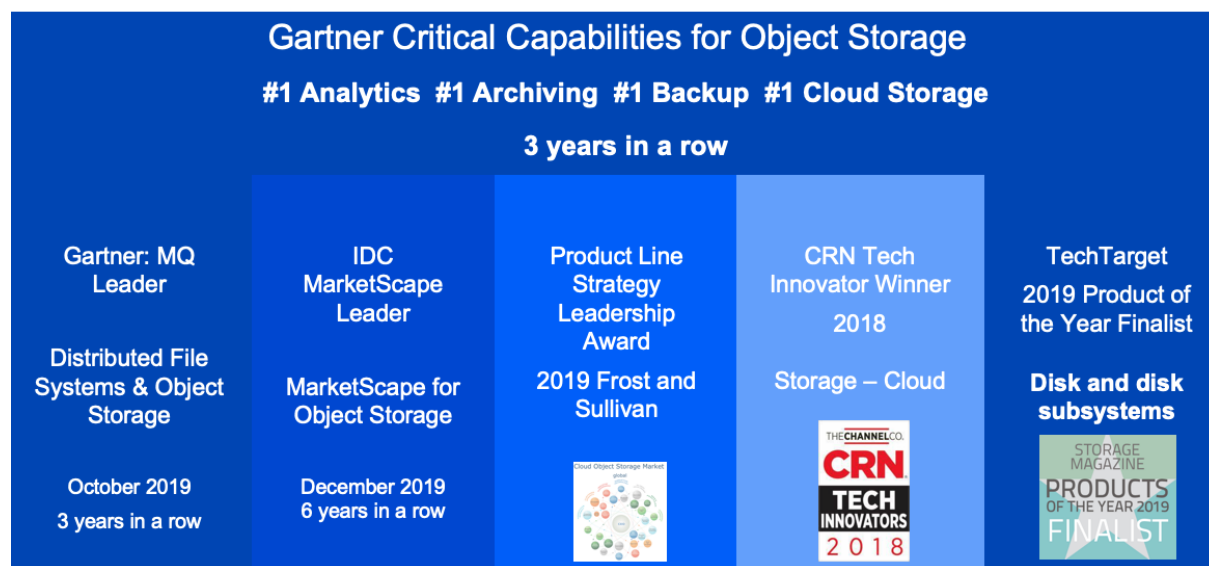 Gartner Critical Capabilities for Object Storage
#1 Analytics #1 Archiving #1 Backup #1 Cloud Storage
3 years in a row
Gartner: MQ
Leader
Distributed File
Systems & Object
Storage
October 2019
3 years in a row
IDC
MarketScape
Leader
MarketScape for
Object Storage
December 2019
6 years in a row
Product Line
Strategy
Leadership
Award
2019 Frost and
Sullivan
Cloud Object Storage Market
global
CRN Tech
Innovator Winner
2018
Storage – Cloud
THECHANNELCO.
CRN
TECH
INNOVATORS
2018
TechTarget
2019 Product of
the Year Finalist
Disk and disk
subsystems
STORAGE
MAGAZINE
PRODUCTS
OF THE YEAR 2019
FINALIST